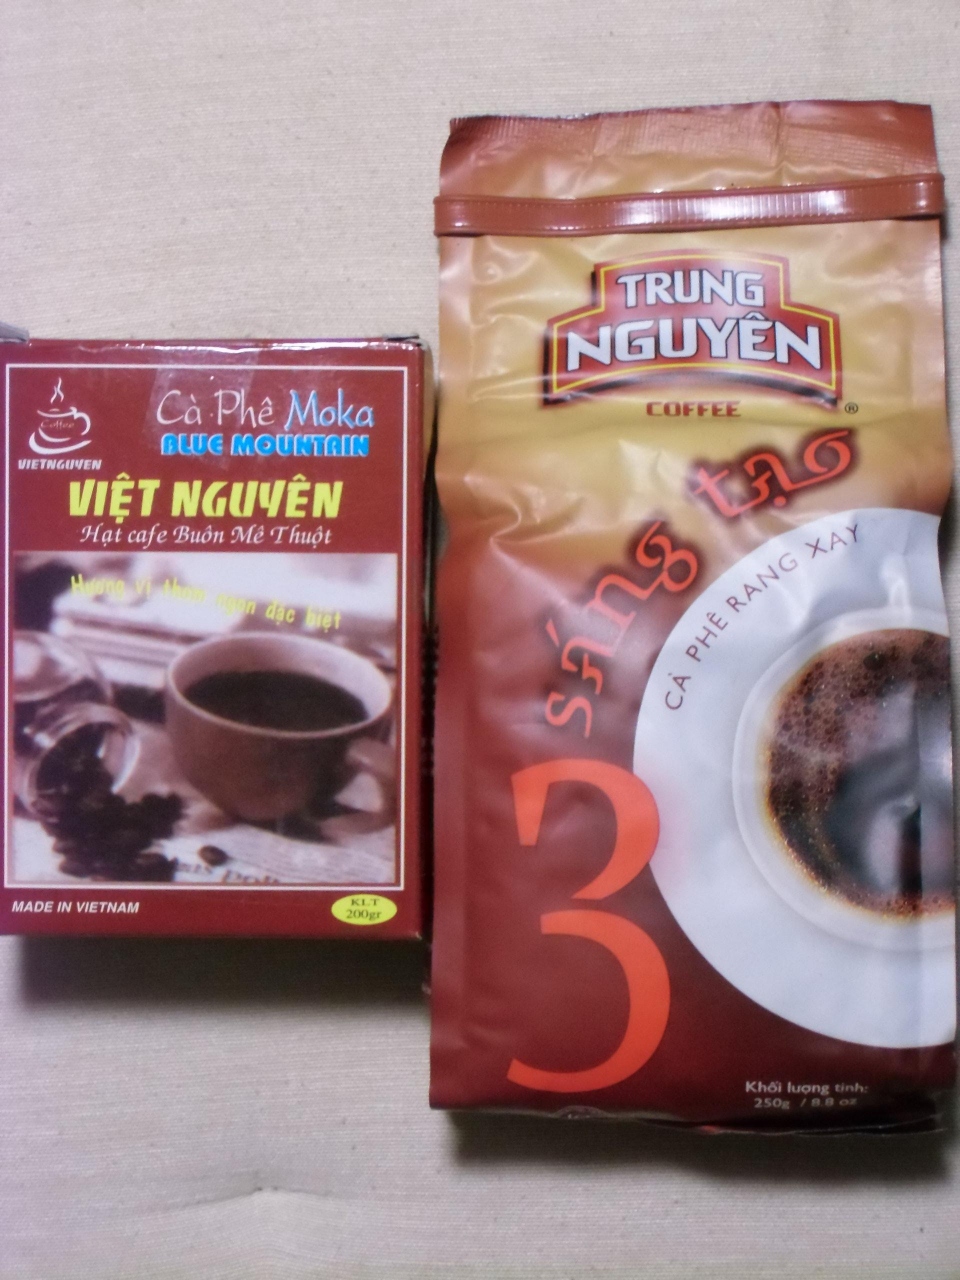 Coffee
VIETNGUYEN
Cà Phê Moka
BLUE MOUNTAIN
VIỆT NGUYÊN
Hạt cafe Buôn Mê Thuột
Hương vị thơm ngon đặc biệt
MADE IN VIETNAM
KLT
200gr
TRUNG
NGUYÊN
COFFEE ®
sáng tạo
3
CÀ PHÊ RANG XAY
Khối lượng tịnh:
250g / 8.8 oz